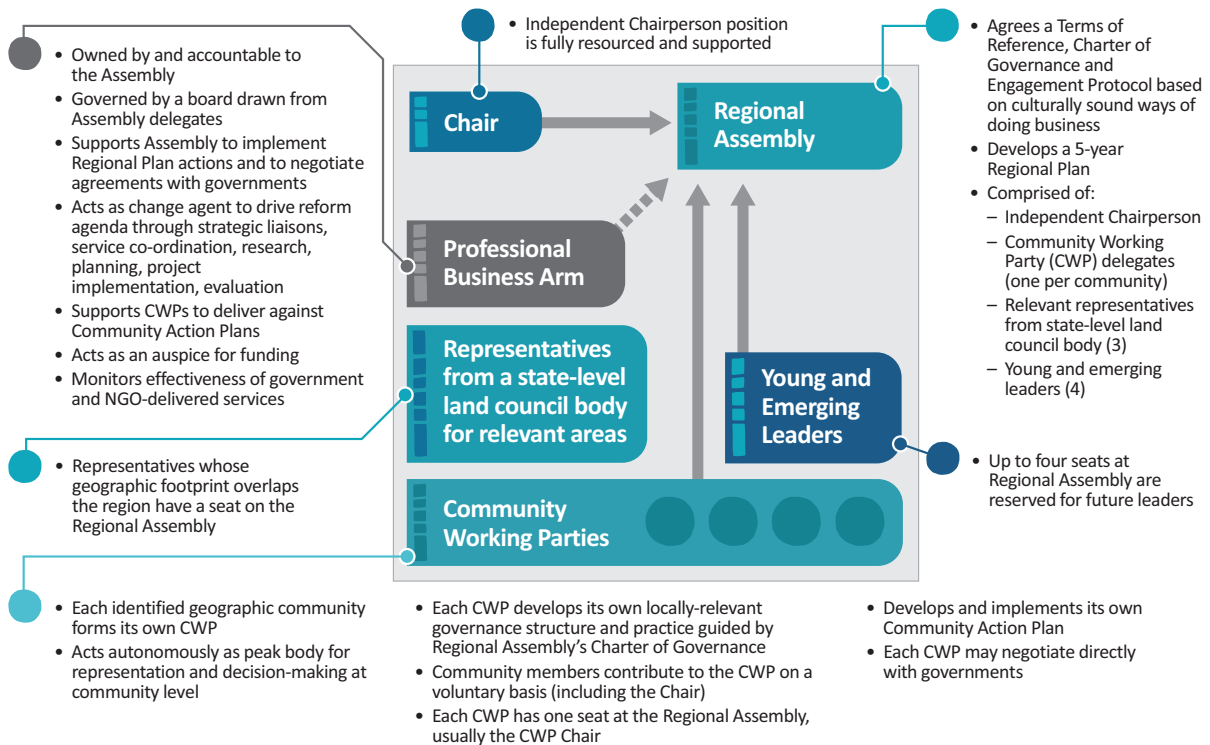 • Independent Chairperson position
is fully resourced and supported
• Owned by and accountable to
the Assembly
• Governed by a board drawn from
Assembly delegates
• Supports Assembly to implement
Regional Plan actions and to negotiate
agreements with governments
• Acts as change agent to drive reform
agenda through strategic liaisons,
service co-ordination, research,
planning, project
implementation, evaluation
• Supports CWPs to deliver against
Community Action Plans
• Acts as an auspice for funding
• Monitors effectiveness of government
and NGO-delivered services
Chair
Regional
Assembly
Professional
Business Arm
Representatives
from a state-level
land council body
for relevant areas
Young and
Emerging
Leaders
Community
Working Parties
• Agrees a Terms of
Reference, Charter of
Governance and
Engagement Protocol based
on culturally sound ways of
doing business
• Develops a 5-year
Regional Plan
• Comprised of:
– Independent Chairperson
– Community Working
Party (CWP) delegates
(one per community)
– Relevant representatives
from state-level land
council body (3)
– Young and emerging
leaders (4)
• Representatives whose
geographic footprint overlaps
the region have a seat on the
Regional Assembly
• Up to four seats at
Regional Assembly are
reserved for future leaders
• Each identified geographic community
forms its own CWP
• Acts autonomously as peak body for
representation and decision-making at
community level
• Each CWP develops its own locally-relevant
governance structure and practice guided by
Regional Assembly’s Charter of Governance
• Community members contribute to the CWP on a
voluntary basis (including the Chair)
• Each CWP has one seat at the Regional Assembly,
usually the CWP Chair
• Develops and implements its own
Community Action Plan
• Each CWP may negotiate directly
with governments